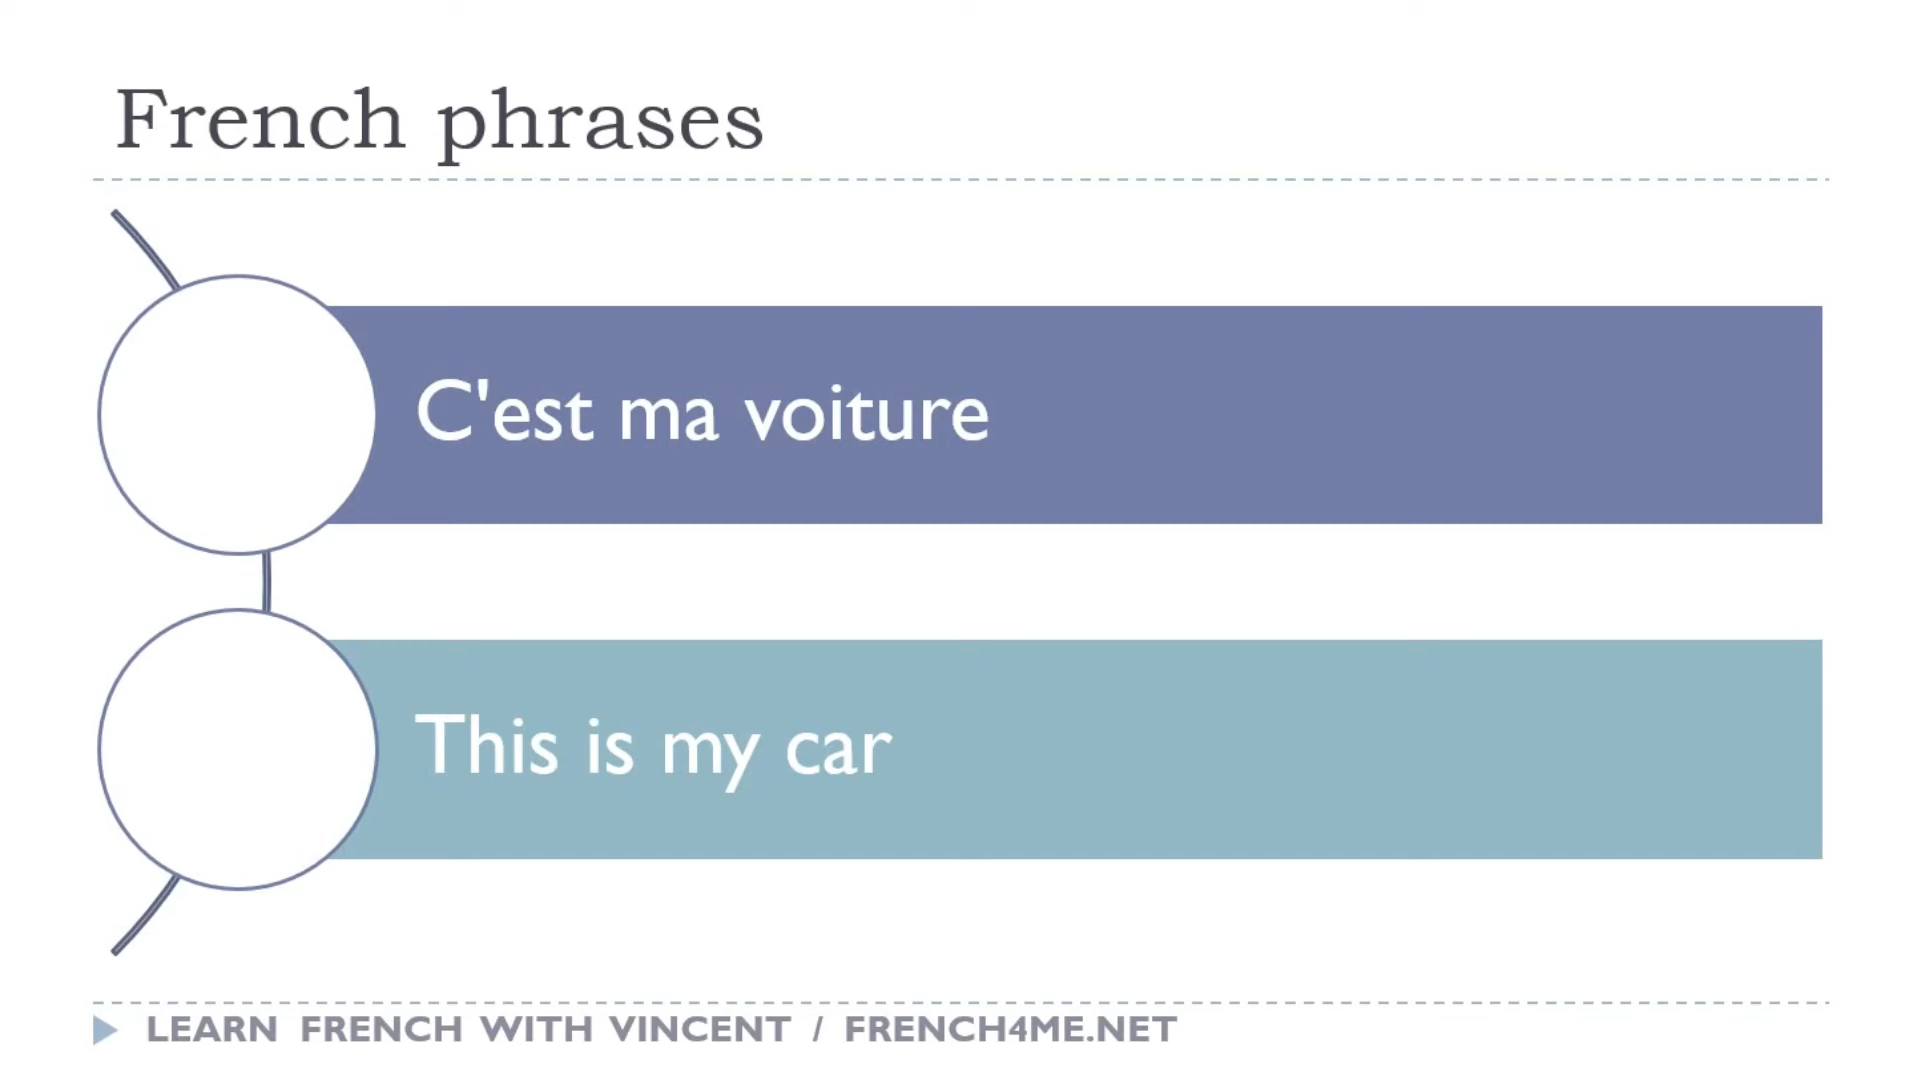 French phrases
C'est ma voiture
This is my car
LEARN FRENCH WITH VINCENT / FRENCH4ME.NET